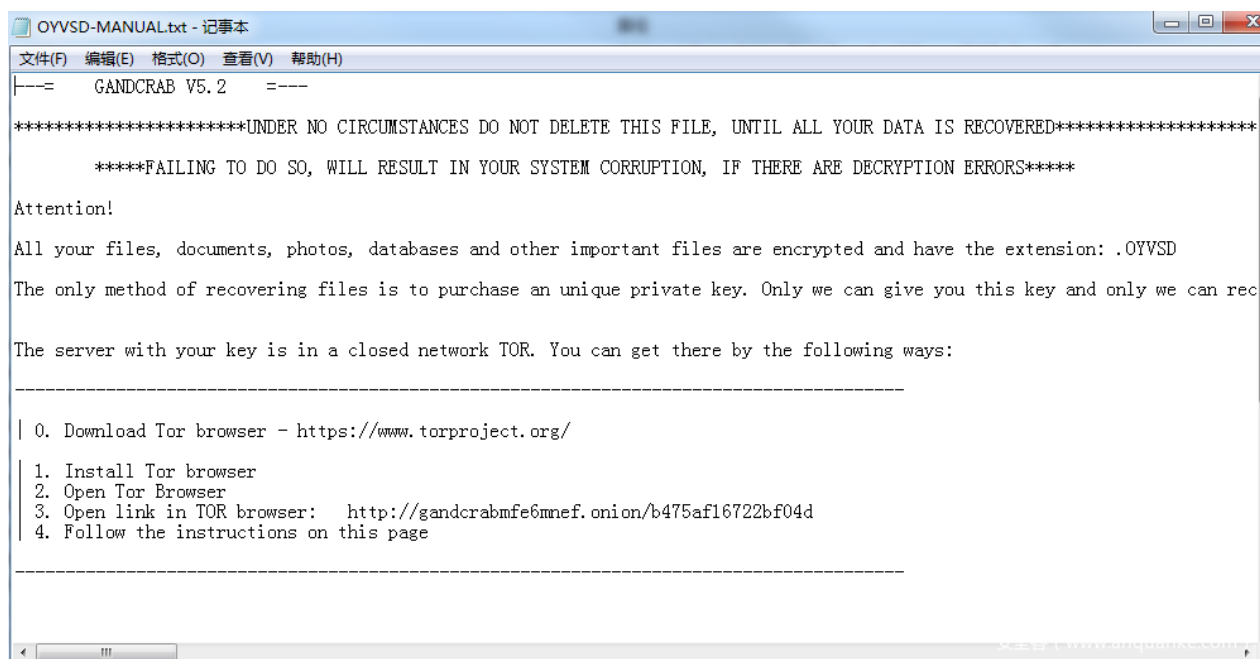 OYVSD-MANUAL.txt - 记事本
文件(F) 编辑(E) 格式(O) 查看(V) 帮助(H)
---= GANDCRAB V5.2 =---
***********************UNDER NO CIRCUMSTANCES DO NOT DELETE THIS FILE, UNTIL ALL YOUR DATA IS RECOVERED********************
*****FAILING TO DO SO, WILL RESULT IN YOUR SYSTEM CORRUPTION, IF THERE ARE DECRYPTION ERRORS*****
Attention!
All your files, documents, photos, databases and other important files are encrypted and have the extension: .OYVSD
The only method of recovering files is to purchase an unique private key. Only we can give you this key and only we can rec
The server with your key is in a closed network TOR. You can get there by the following ways:
----------------------------------------------------------------------------------------
| 0. Download Tor browser - https://www.torproject.org/
| 1. Install Tor browser
| 2. Open Tor Browser
| 3. Open link in TOR browser: http://gandcrabmfe6mnef.onion/b475af16722bf04d
| 4. Follow the instructions on this page
----------------------------------------------------------------------------------------